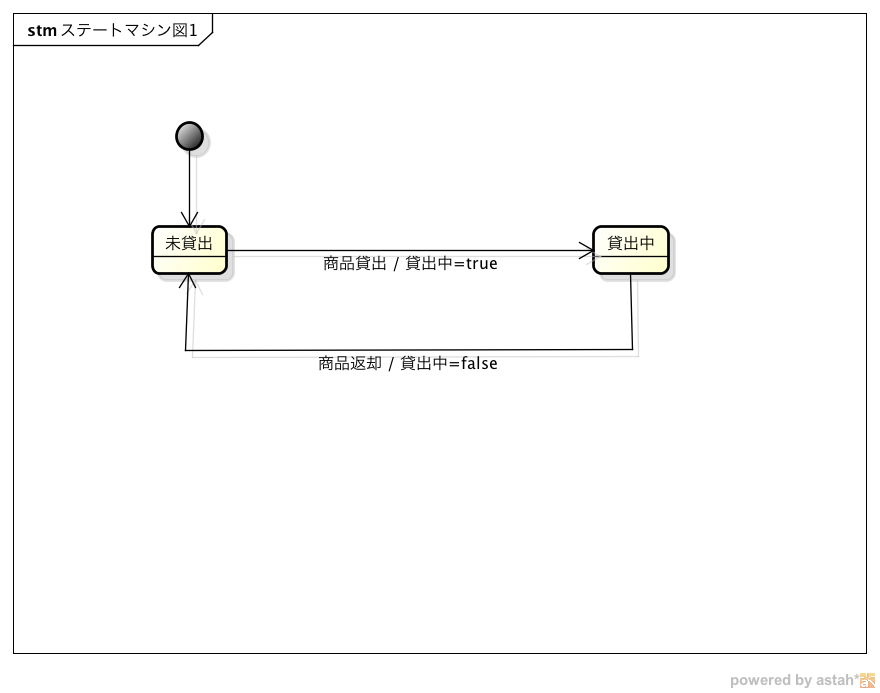 stm ステートマシン図1
未貸出
貸出中
商品貸出 / 貸出中=true
商品返却 / 貸出中=false
powered by astah*